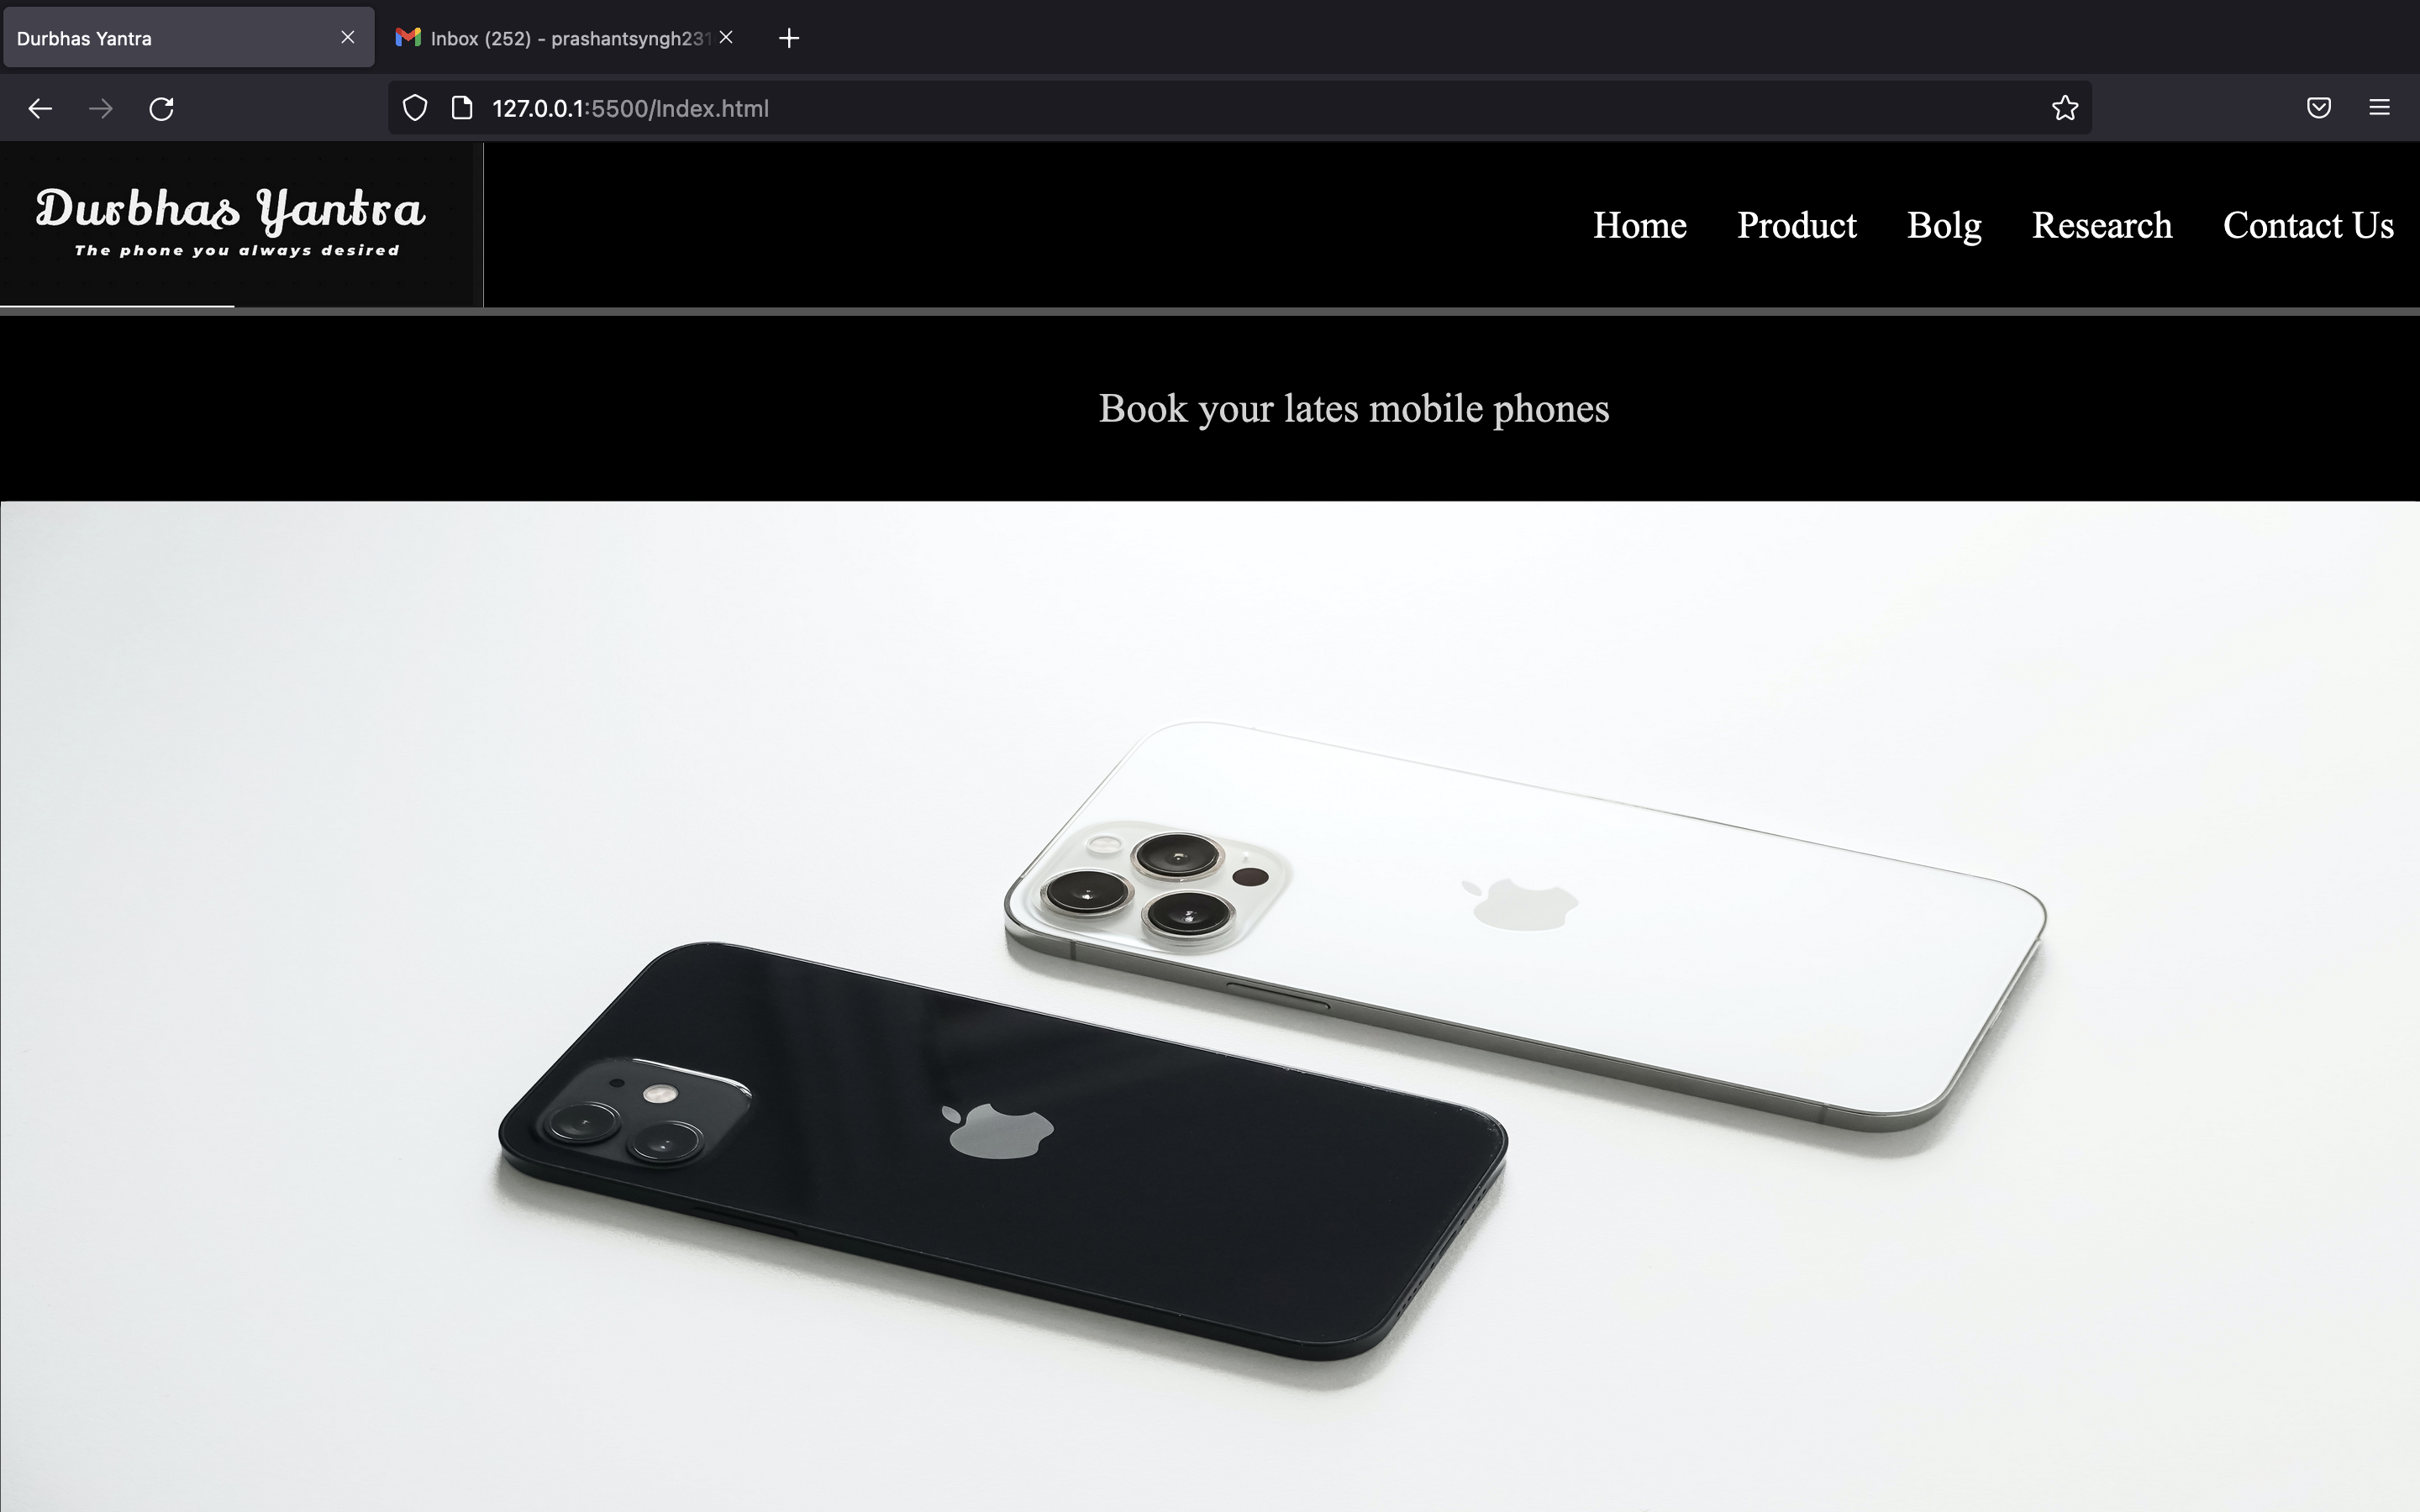 Durbhas Yantra
Inbox (252) - prashantsyngh231
127.0.0.1:5500/Index.html
Durbhas Yantra
The phone you always desired
Home Product Bolg Research Contact Us
Book your lates mobile phones